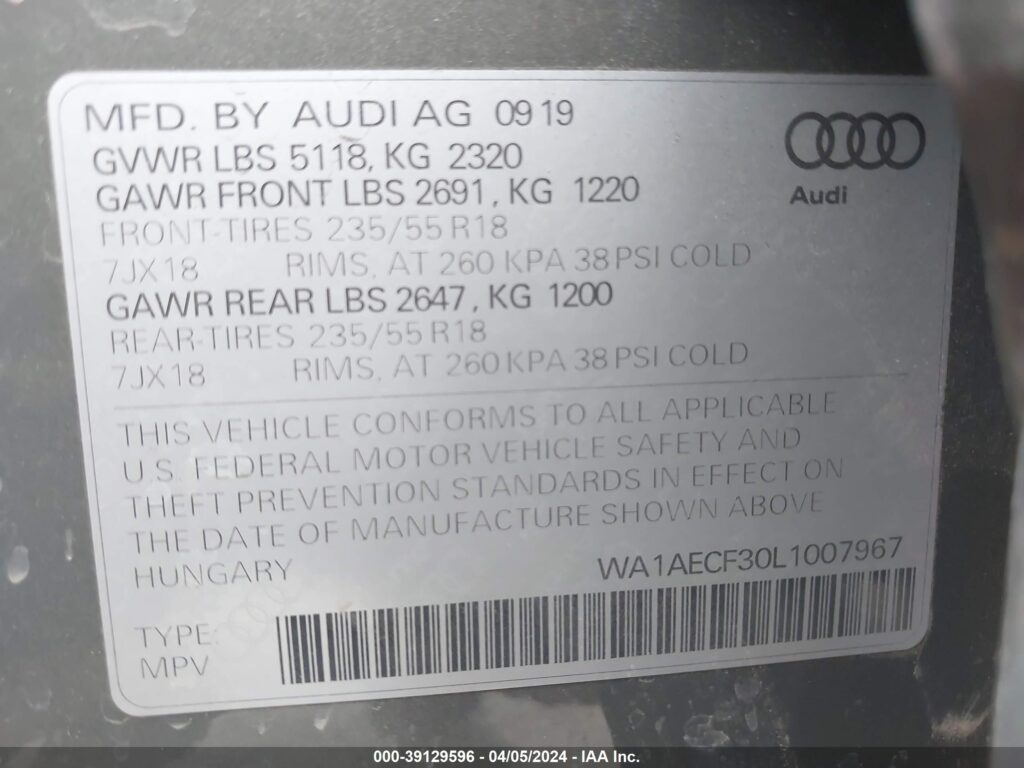 MFD. BY AUDI AG 0919
GVWR LBS 5118, KG 2320
GAWR FRONT LBS 2691, KG 1220
FRONT-TIRES 235/55 R18
7JX18 RIMS, AT 260 KPA 38 PSI COLD
GAWR REAR LBS 2647, KG 1200
REAR-TIRES 235/55 R18
7JX18 RIMS, AT 260 KPA 38 PSI COLD
Audi
THIS VEHICLE CONFORMS TO ALL APPLICABLE
U.S. FEDERAL MOTOR VEHICLE SAFETY AND
THEFT PREVENTION STANDARDS IN EFFECT ON
THE DATE OF MANUFACTURE SHOWN ABOVE
HUNGARY WA1AECF30L1007967
TYPE:
MPV
000-39129596 - 04/05/2024 - IAA Inc.